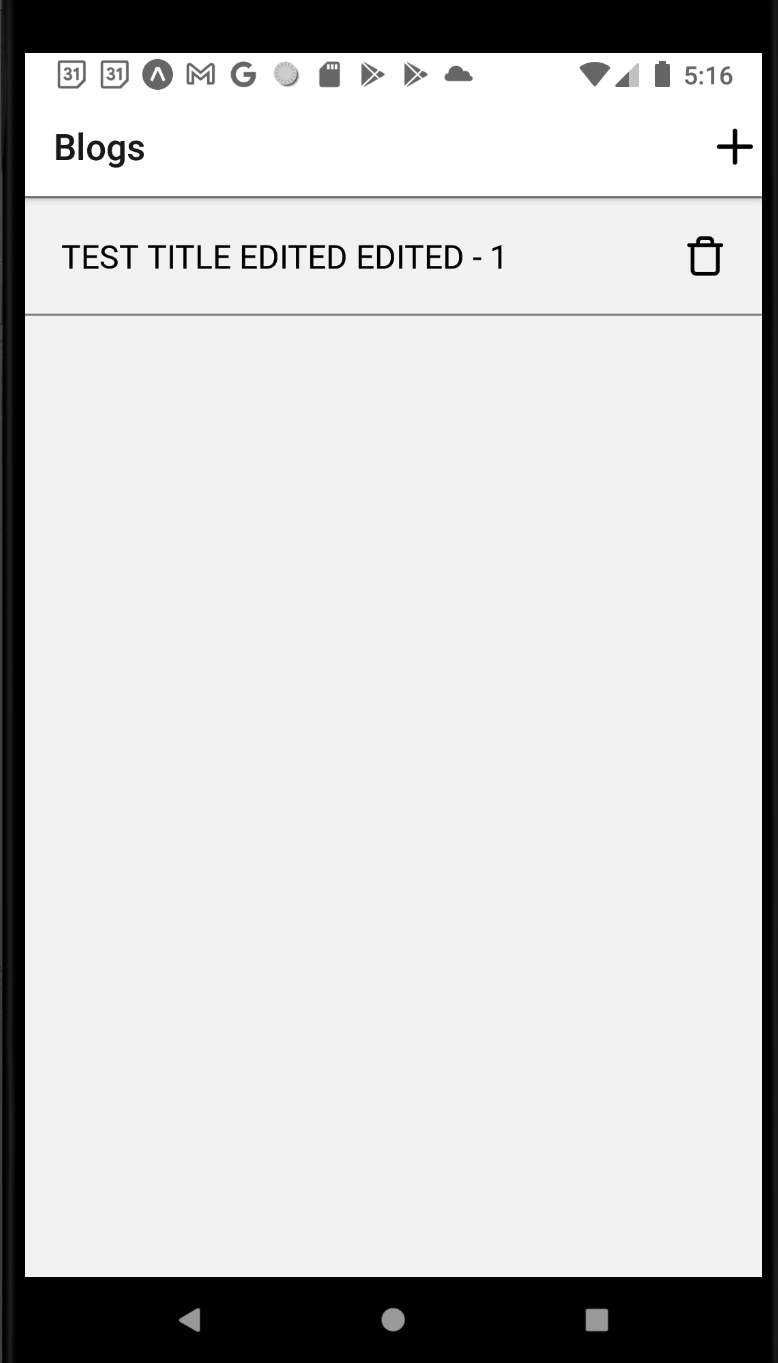 31 31 5:16
Blogs
TEST TITLE EDITED EDITED - 1